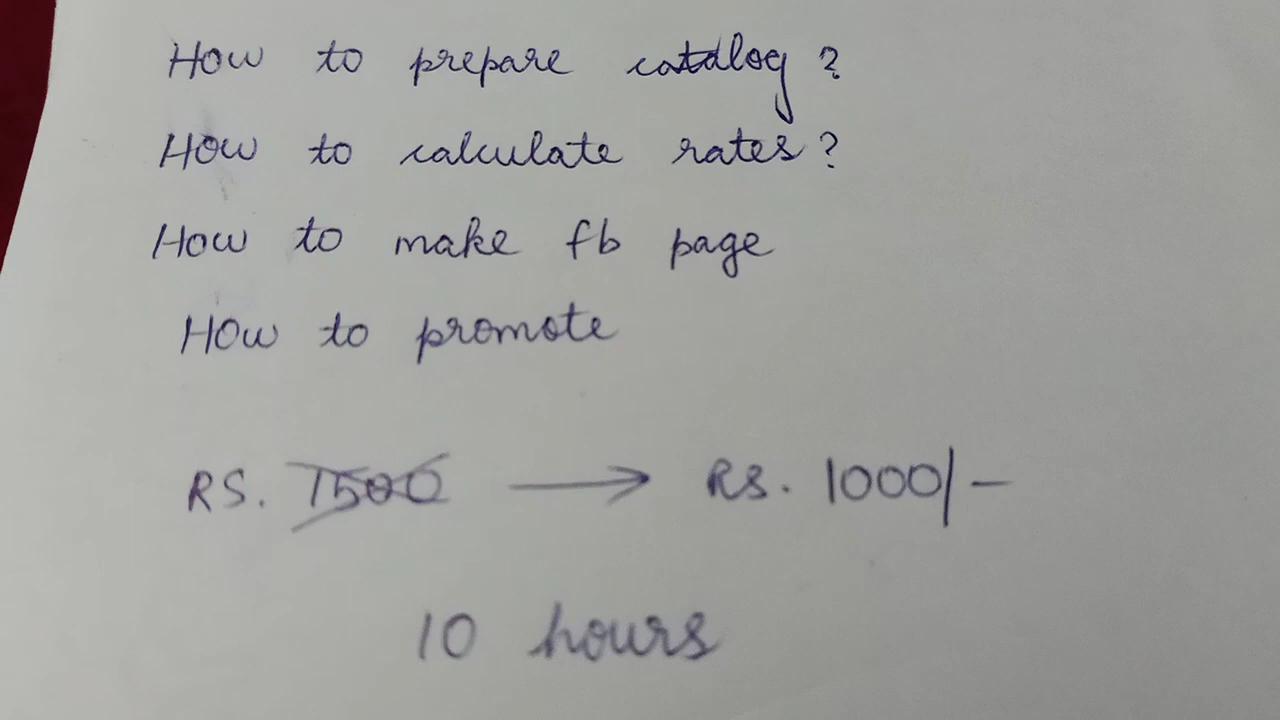 How to prepare catalog?
How to calculate rates?
How to make fb page
How to promote
RS. 1500 → RS. 1000/-
10 hours